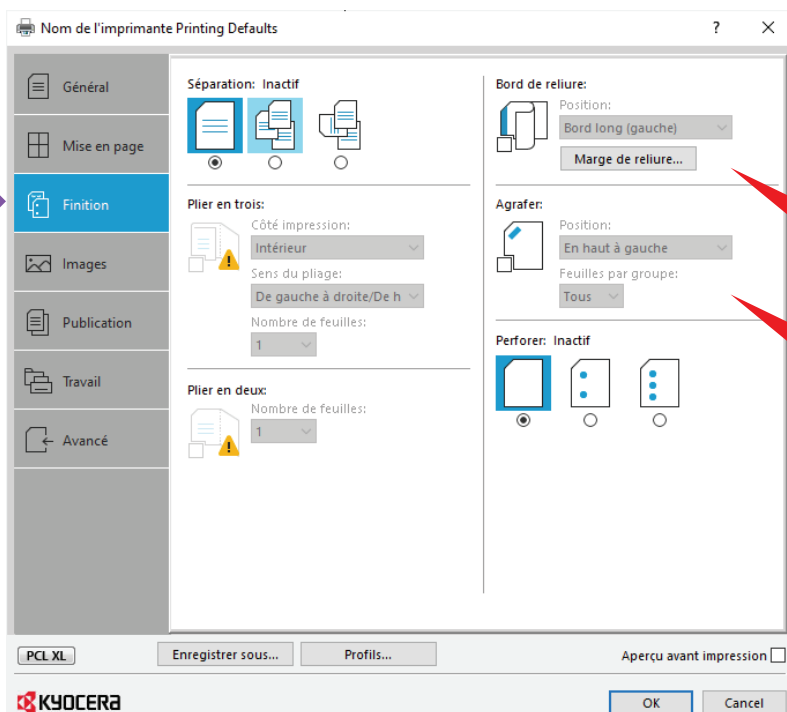 Nom de l'imprimante Printing Defaults
?
X
Général
Mise en page
Finition
Images
Publication
Travail
Avancé
Séparation: Inactif
Plier en trois:
Côté impression:
Intérieur
Sens du pliage:
De gauche à droite/De h
Nombre de feuilles:
1
Plier en deux:
Nombre de feuilles:
1
Bord de reliure:
Position:
Bord long (gauche)
Marge de reliure...
Agrafer:
Position:
En haut à gauche
Feuilles par groupe:
Tous
Perforer: Inactif
PCL XL
Enregistrer sous...
Profils...
Aperçu avant impression
KYOCERA
OK
Cancel